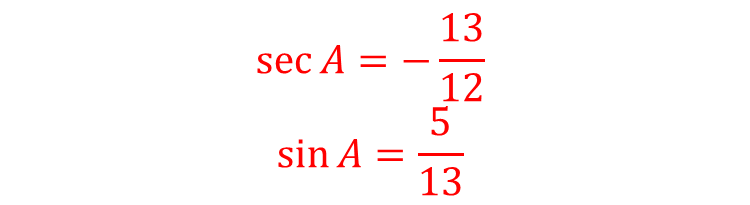 sec A = − 13/12
sin A = 5/13